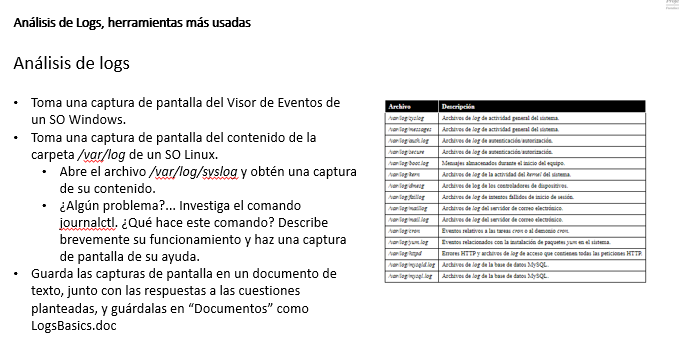 Análisis de Logs, herramientas más usadas
Análisis de logs
• Toma una captura de pantalla del Visor de Eventos de
un SO Windows.
• Toma una captura de pantalla del contenido de la
carpeta /var/log de un SO Linux.
• Abre el archivo /var/log/syslog y obtén una captura
de su contenido.
• ¿Algún problema?... Investiga el comando
journalctl. ¿Qué hace este comando? Describe
brevemente su funcionamiento y haz una captura
de pantalla de su ayuda.
• Guarda las capturas de pantalla en un documento de
texto, junto con las respuestas a las cuestiones
planteadas, y guárdalas en “Documentos” como
LogsBasics.doc
Archivo Descripción
/var/log/syslog Archivos de log de actividad general del sistema.
/var/log/messages Archivos de log de actividad general del sistema.
/var/log/auth.log Archivos de log de autenticación/autorización.
/var/log/secure Archivos de log de autenticación/autorización.
/var/log/boot.log Mensajes almacenados durante el inicio del equipo.
/var/log/kern Archivos de log de la actividad del kernel del sistema.
/var/log/dmesg Archivos de log de los controladores de dispositivos.
/var/log/faillog Archivos de log de intentos fallidos de inicio de sesión.
/var/log/maillog Archivos de log del servidor de correo electrónico.
/var/log/mail.log Archivos de log del servidor de correo electrónico.
/var/log/cron Eventos relativos a las tareas cron o al demonio cron.
/var/log/yum.log Eventos relacionados con la instalación de paquetes yum en el sistema.
/var/log/httpd Errores HTTP y archivos de log de acceso que contienen todas las peticiones HTTP.
/var/log/mysqld.log Archivos de log de la base de datos MySQL.
/var/log/mysql.log Archivos de log de la base de datos MySQL.